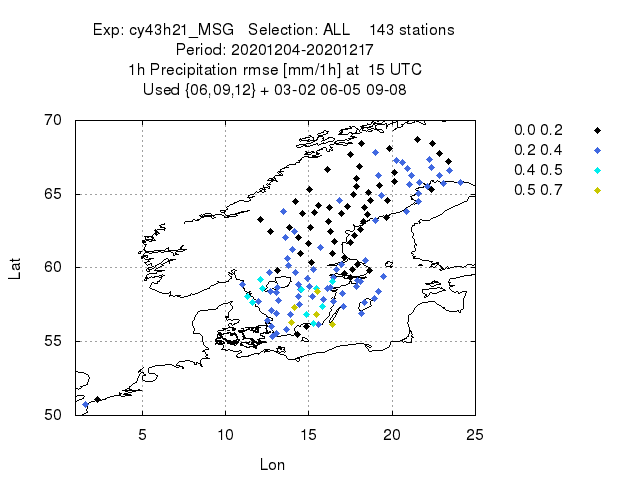 Exp: cy43h21_MSG Selection: ALL 143 stations
Period: 20201204-20201217
1h Precipitation rmse [mm/1h] at 15 UTC
Used {06,09,12} + 03-02 06-05 09-08
70
65
60
55
50
Lat
5 10 15 20 25
Lon
0.0 0.2
0.2 0.4
0.4 0.5
0.5 0.7